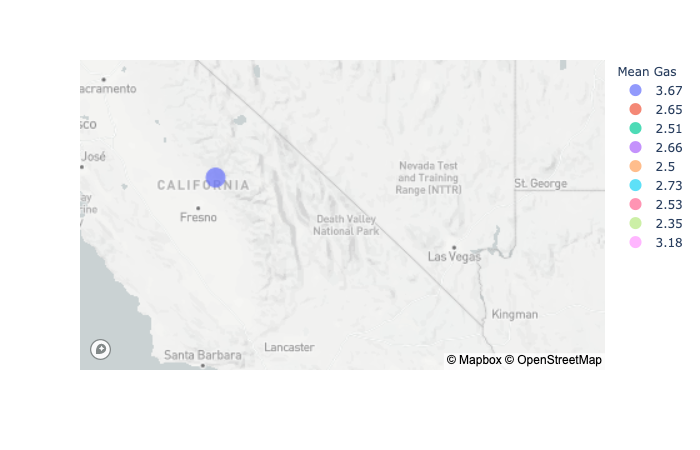 Mean Gas
3.67
2.65
2.51
2.66
2.5
2.73
2.53
2.35
3.18
acramento
sco
José
CALIFORNIA
Fresno
ay
ine
Nevada Test
and Training
Range (NTTR)
St. George
Death Valley
National Park
Las Vegas
Kingman
Lancaster
Santa Barbara
© Mapbox © OpenStreetMap